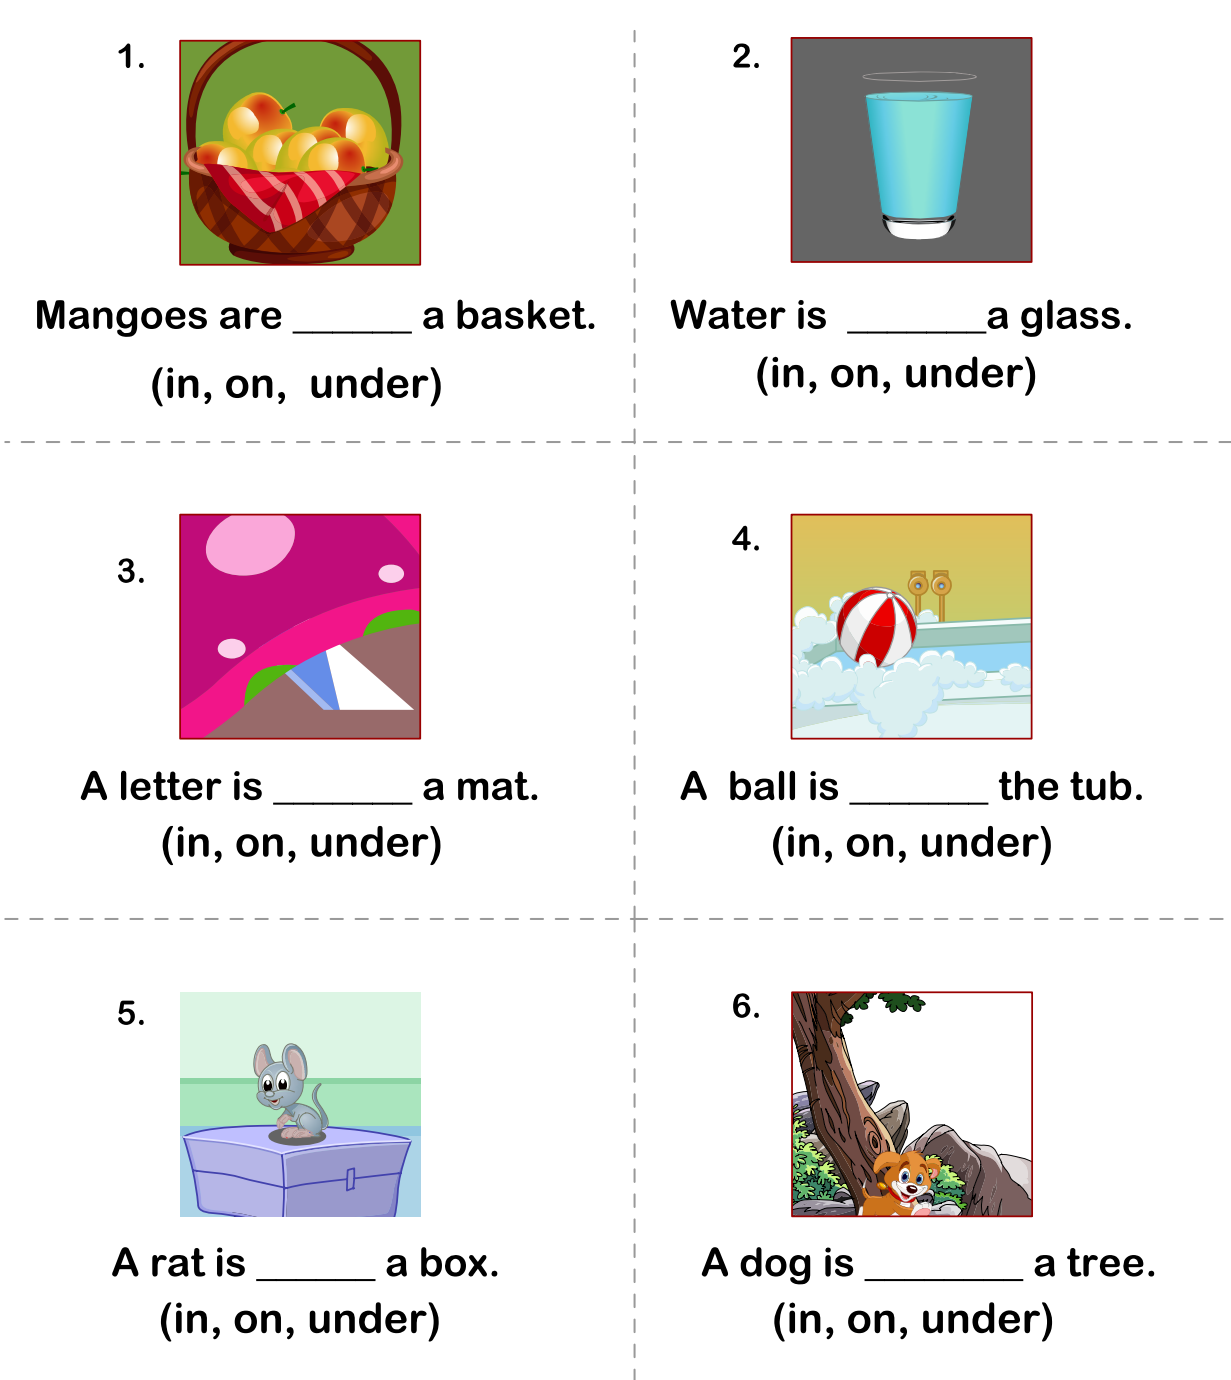 1.
Mangoes are ______ a basket.
(in, on,  under)
2.
Water is  _______a glass.
(in, on, under)
3.
A letter is _______ a mat.
(in, on, under)
4.
A  ball is _______ the tub.
(in, on, under)
5.
A rat is ______ a box.
(in, on, under)
6.
A dog is ________ a tree.
(in, on, under)